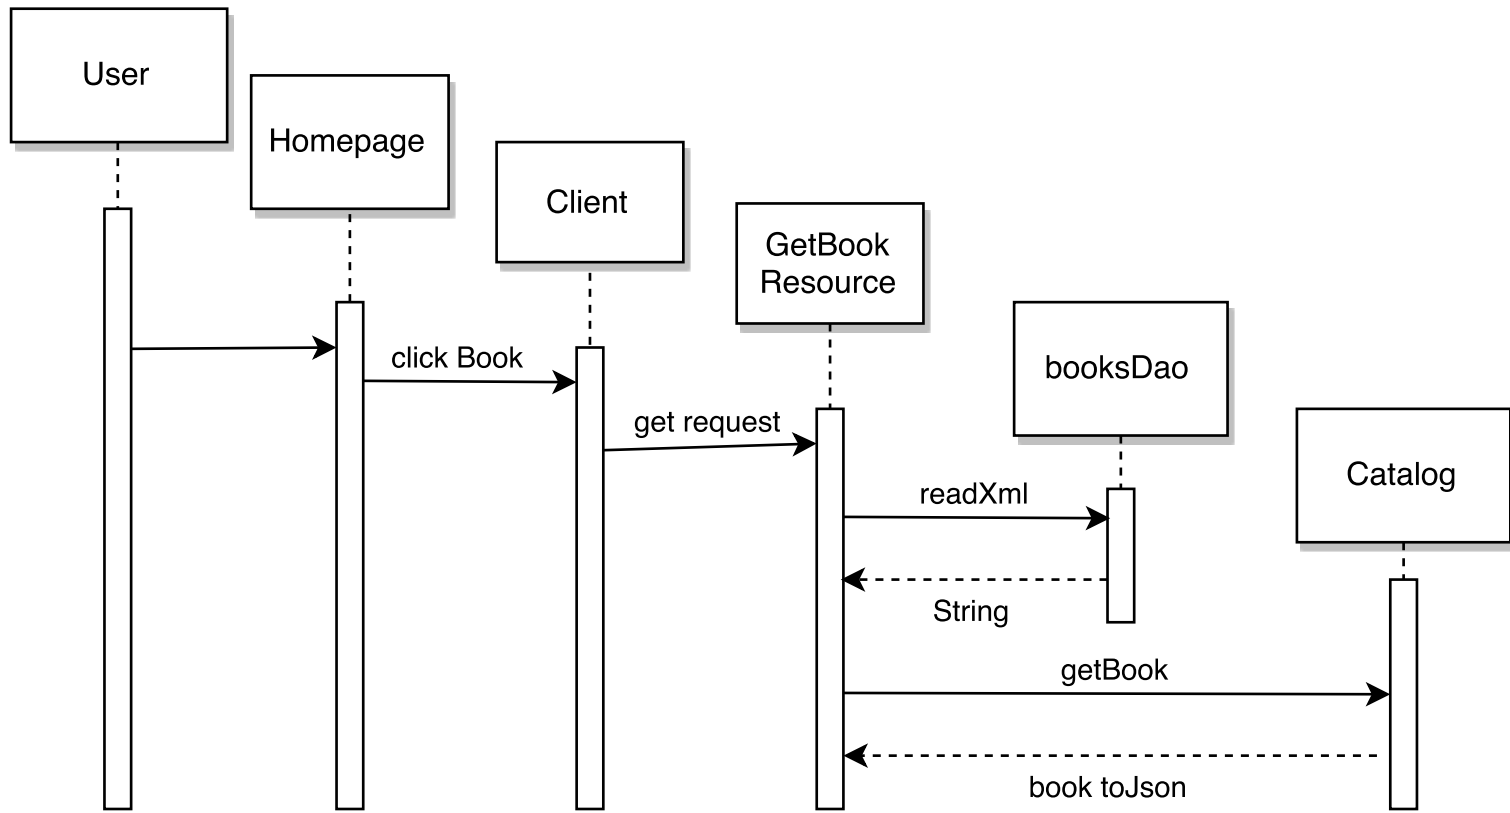 User
Homepage
Client
GetBook
Resource
booksDao
Catalog
click Book
get request
readXml
String
getBook
book toJson